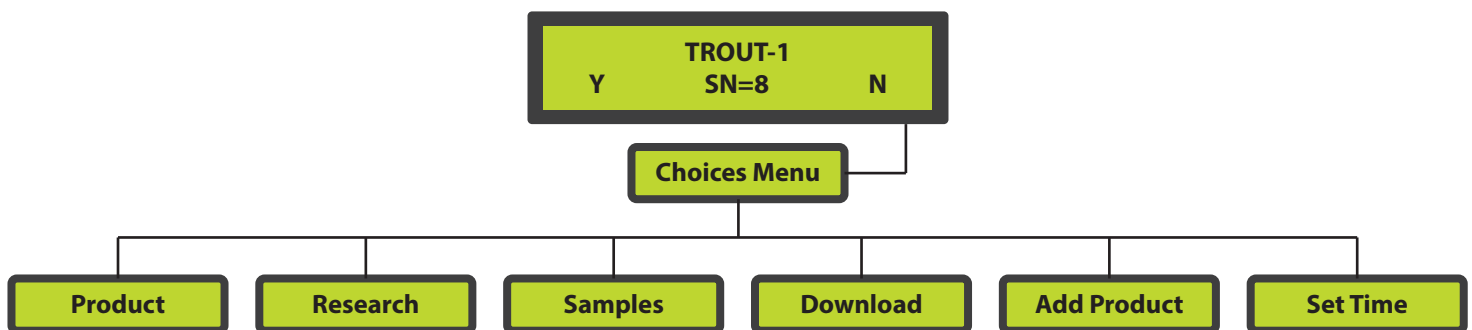 TROUT-1
Y SN=8 N
Choices Menu
Product Research Samples Download Add Product Set Time